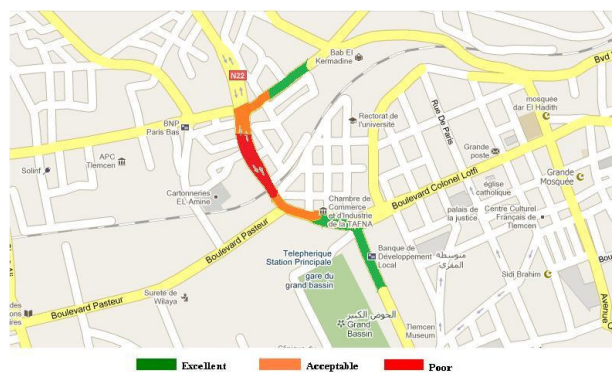 Bab El
Kermadine
Bvd
N22
mosquée
dar El Hadith
BNP
Paris Bas
Rectorat de
l'université
Rue De Paris
Grande
poste
APC
Tlemcen
Solinf
Grande
Mosquée
église
catholique
Boulevard Colonel Lotfi
Cartonneries
EL Amine
Chambre de
Commerce
et d'Industrie
de la TAFNA
palais de
la justice
Centre Culturel
Français de
Tlemcen
Boulevard Pasteur
Telepherique
Station Principale
gare du
grand bassin
Banque de
Développement
Local
متوسطة
المقري
Sidi Brahim
Sureté de
Wilaya
Boulevard Pasteur
الحوض الكبير
Grand
Bassin
Tlemcen
Museum
Avenue
Excellent
Acceptable
Poor